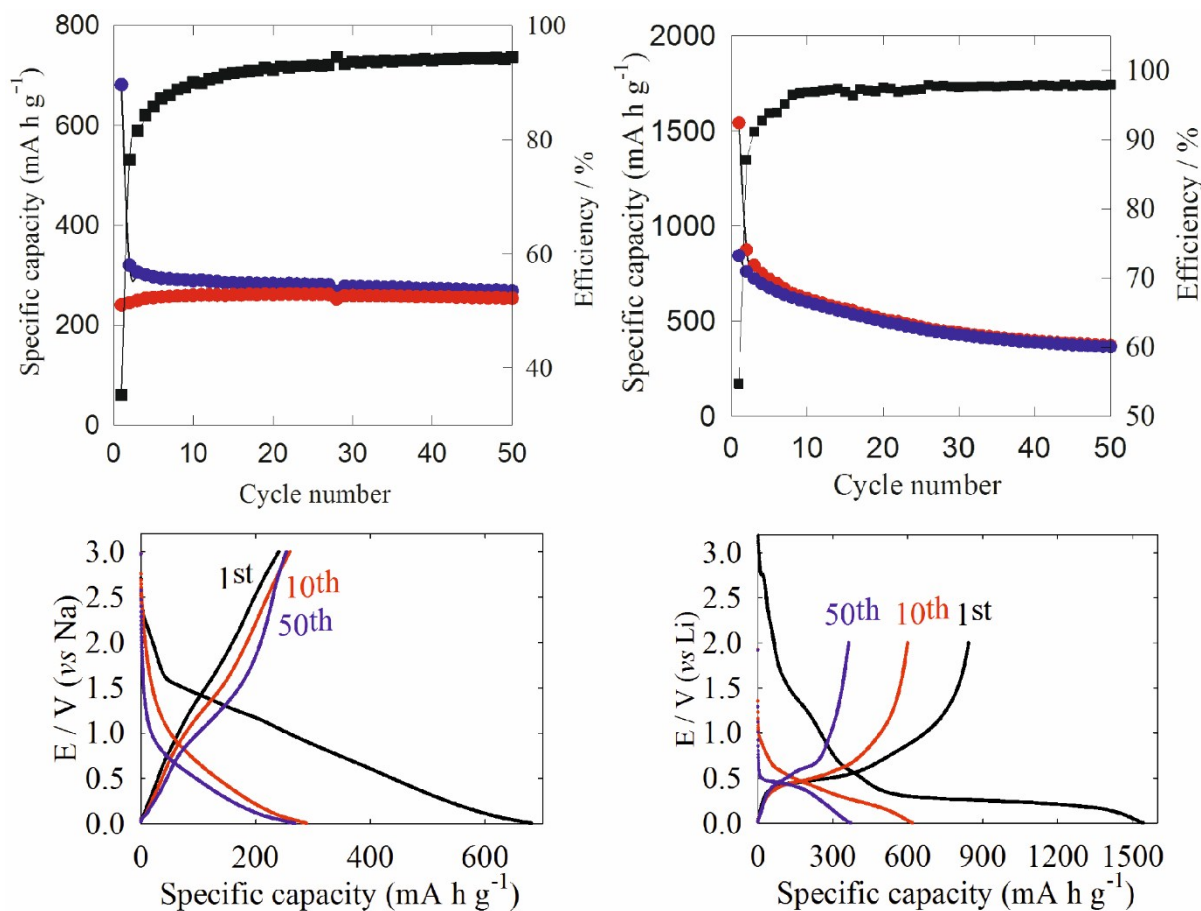 800
600
400
200
0
Specific capacity (mA h g⁻¹)
100
80
60
40
Efficiency / %
0 10 20 30 40 50
Cycle number
2000
1500
1000
500
0
Specific capacity (mA h g⁻¹)
100
90
80
70
60
50
Efficiency / %
0 10 20 30 40 50
Cycle number
3.0
2.5
2.0
1.5
1.0
0.5
0.0
E / V (vs Na)
1st
10th
50th
0 200 400 600
Specific capacity (mA h g⁻¹)
3.0
2.5
2.0
1.5
1.0
0.5
0.0
E / V (vs Li)
50th 10th 1st
0 300 600 900 1200 1500
Specific capacity (mA h g⁻¹)